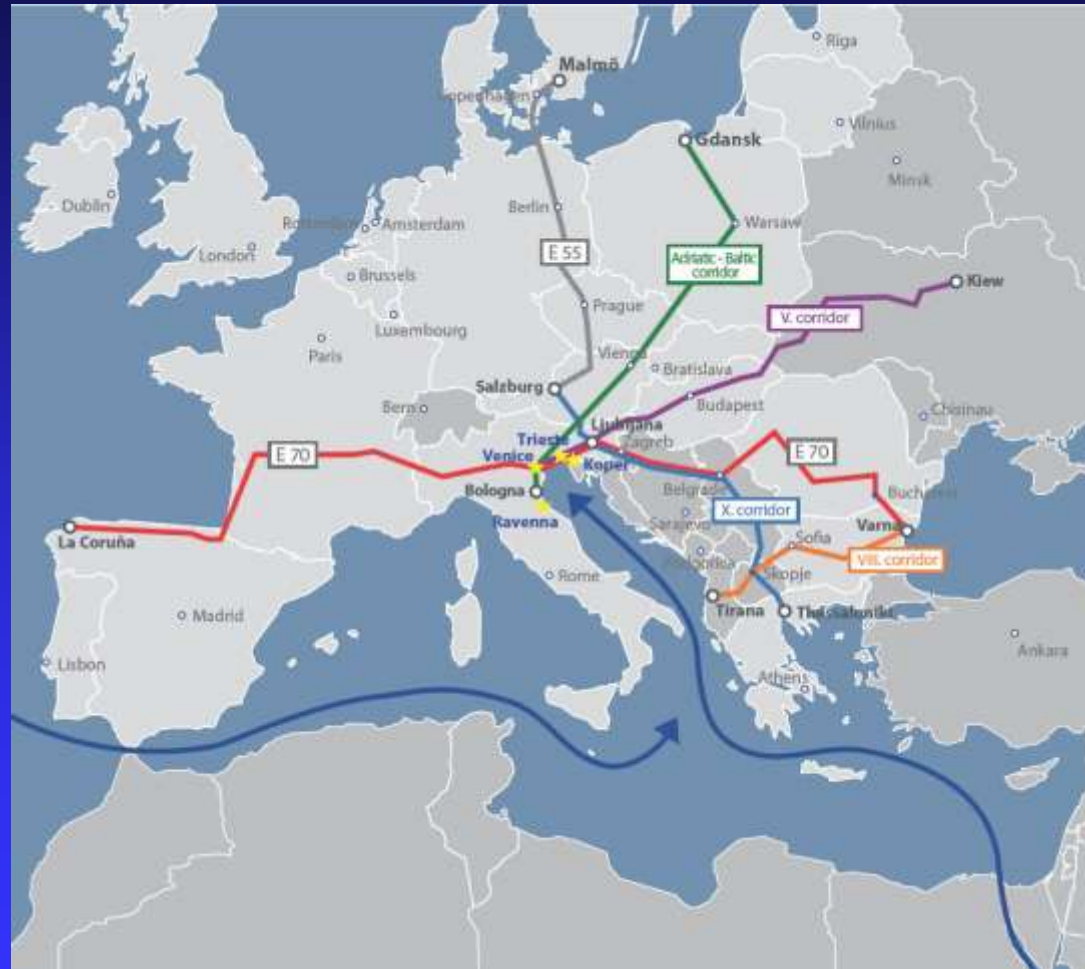 Riga
Malmö
Copenhagen
Vilnius
Gdansk
Minsk
Dublin
Berlin
Rotterdam
Amsterdam
Warsaw
London
E 55
Adriatic - Baltic
corridor
Brussels
Kiew
Prague
V. corridor
Luxembourg
Paris
Vienna
Bratislava
Salzburg
Budapest
Bern
Chisinau
Ljubljana
Trieste
Zagreb
Venice
Koper
E 70
E 70
Bologna
Belgrade
Bucharest
X. corridor
Ravenna
Sarajevo
Varna
La Coruña
Sofia
VIII. corridor
Podgorica
Skopje
Rome
Tirana
Thessaloniki
Madrid
Ankara
Lisbon
Athens